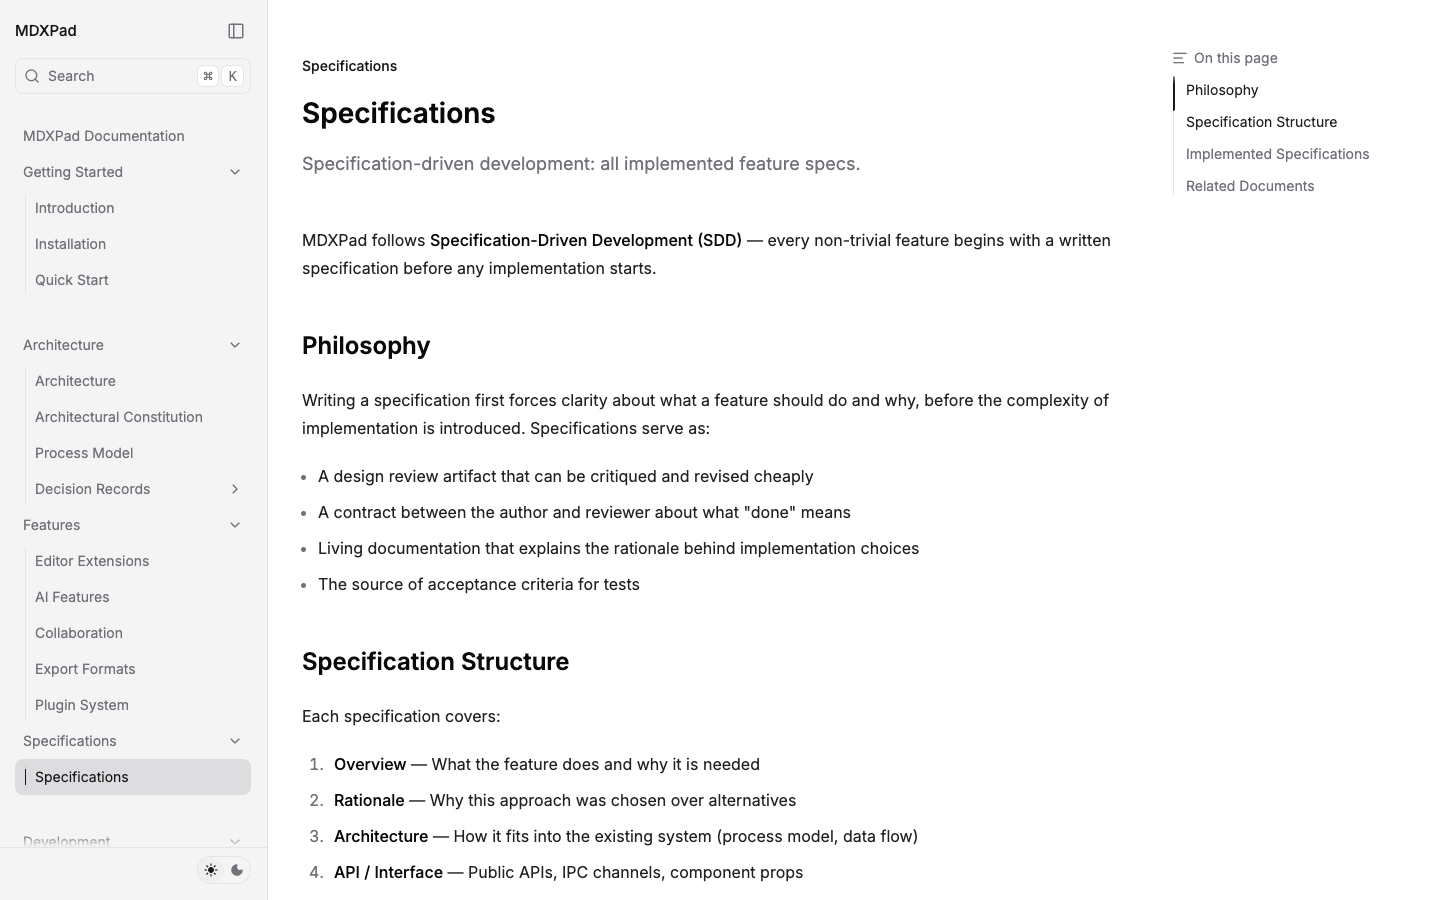 MDXPad
Search
⌘ K
MDXPad Documentation
Getting Started
Introduction
Installation
Quick Start
Architecture
Architecture
Architectural Constitution
Process Model
Decision Records
Features
Editor Extensions
AI Features
Collaboration
Export Formats
Plugin System
Specifications
Specifications
Development
Specifications
Specifications
Specification-driven development: all implemented feature specs.
MDXPad follows Specification-Driven Development (SDD) — every non-trivial feature begins with a written
specification before any implementation starts.
Philosophy
Writing a specification first forces clarity about what a feature should do and why, before the complexity of
implementation is introduced. Specifications serve as:
• A design review artifact that can be critiqued and revised cheaply
• A contract between the author and reviewer about what "done" means
• Living documentation that explains the rationale behind implementation choices
• The source of acceptance criteria for tests
Specification Structure
Each specification covers:
1. Overview — What the feature does and why it is needed
2. Rationale — Why this approach was chosen over alternatives
3. Architecture — How it fits into the existing system (process model, data flow)
4. API / Interface — Public APIs, IPC channels, component props
On this page
Philosophy
Specification Structure
Implemented Specifications
Related Documents